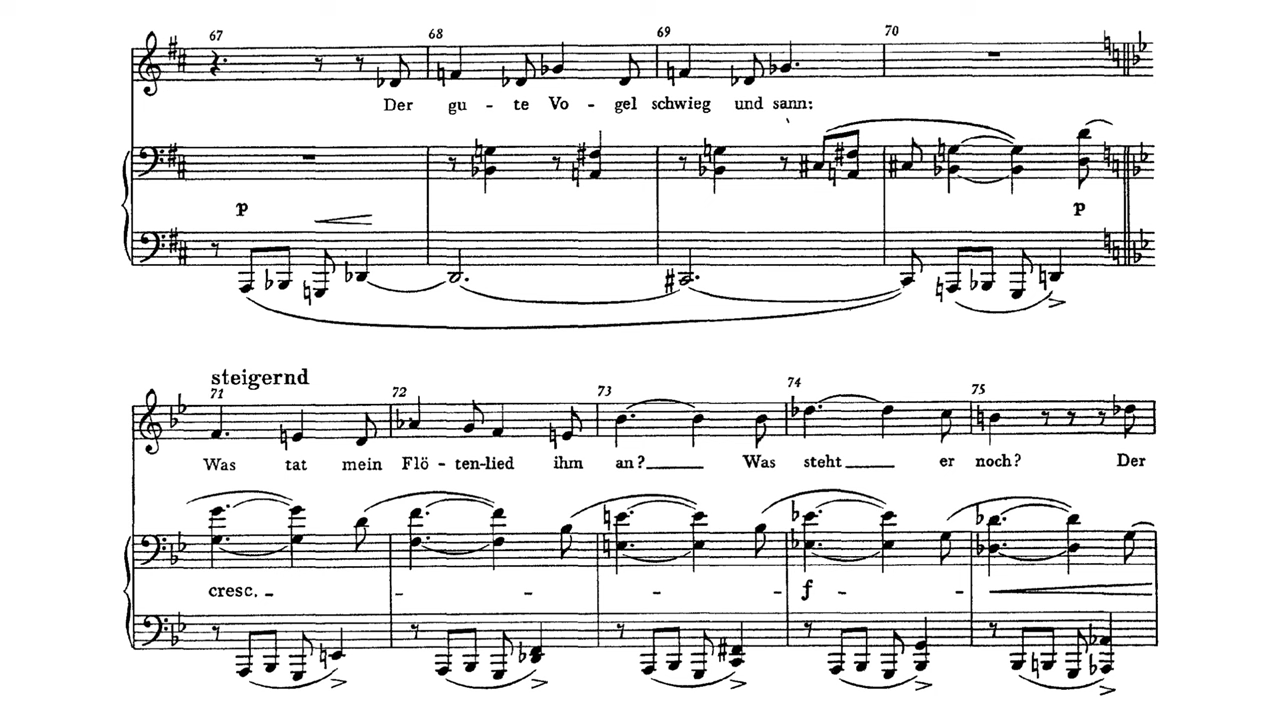 67 68 69 70
Der gu - te Vo - gel schwieg und sann:
p p
steigernd
71 72 73 74 75
Was tat mein Flö - ten-lied ihm an? Was steht er noch? Der
cresc. f